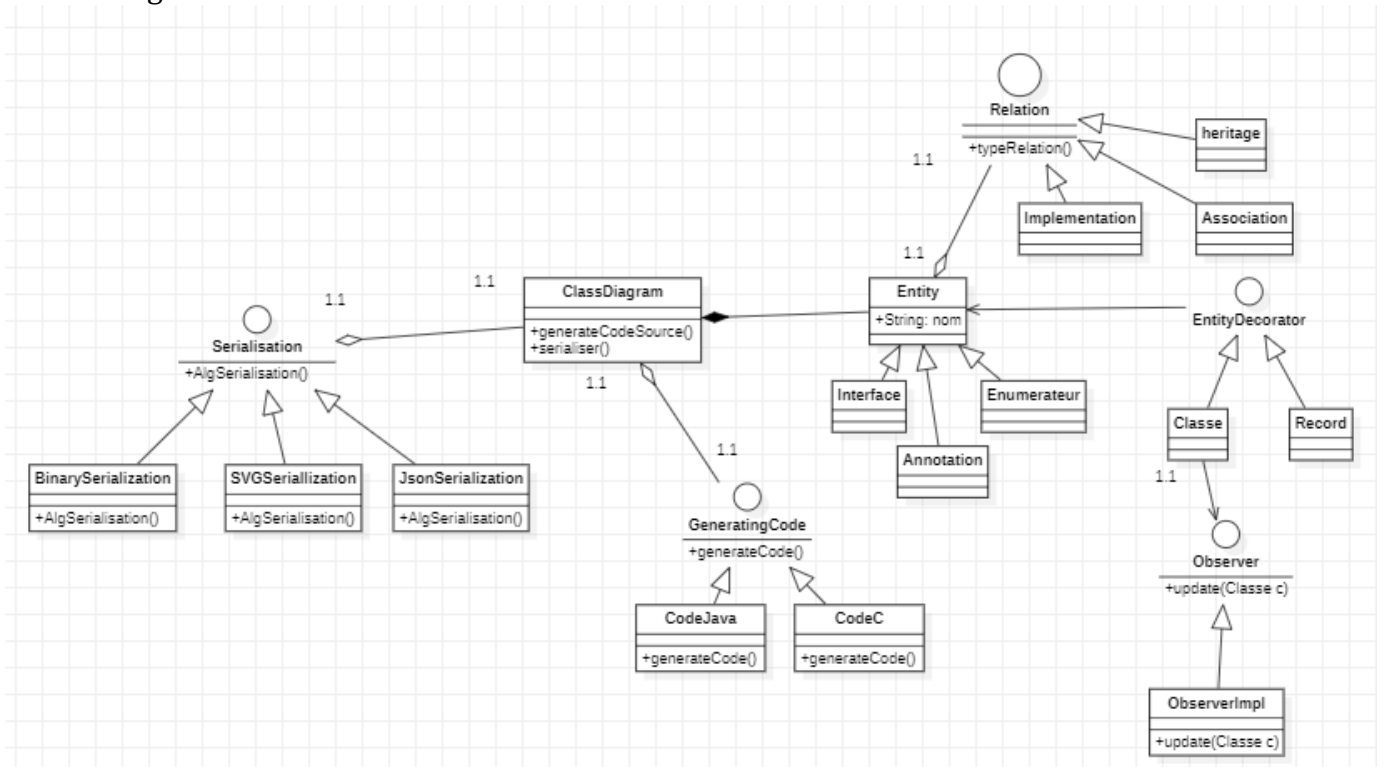 Relation
+typeRelation()
heritage
1.1
Implementation
Association
1.1
1.1
1.1
ClassDiagram
+generateCodeSource()
+serialiser()
Entity
+String: nom
EntityDecorator
Serialisation
+AlgSerialisation()
1.1
Interface
Enumerateur
Annotation
Classe
Record
1.1
1.1
BinarySerialization
+AlgSerialisation()
SVGSeriallization
+AlgSerialisation()
JsonSerialization
+AlgSerialisation()
GeneratingCode
+generateCode()
Observer
+update(Classe c)
CodeJava
+generateCode()
CodeC
+generateCode()
ObserverImpl
+update(Classe c)